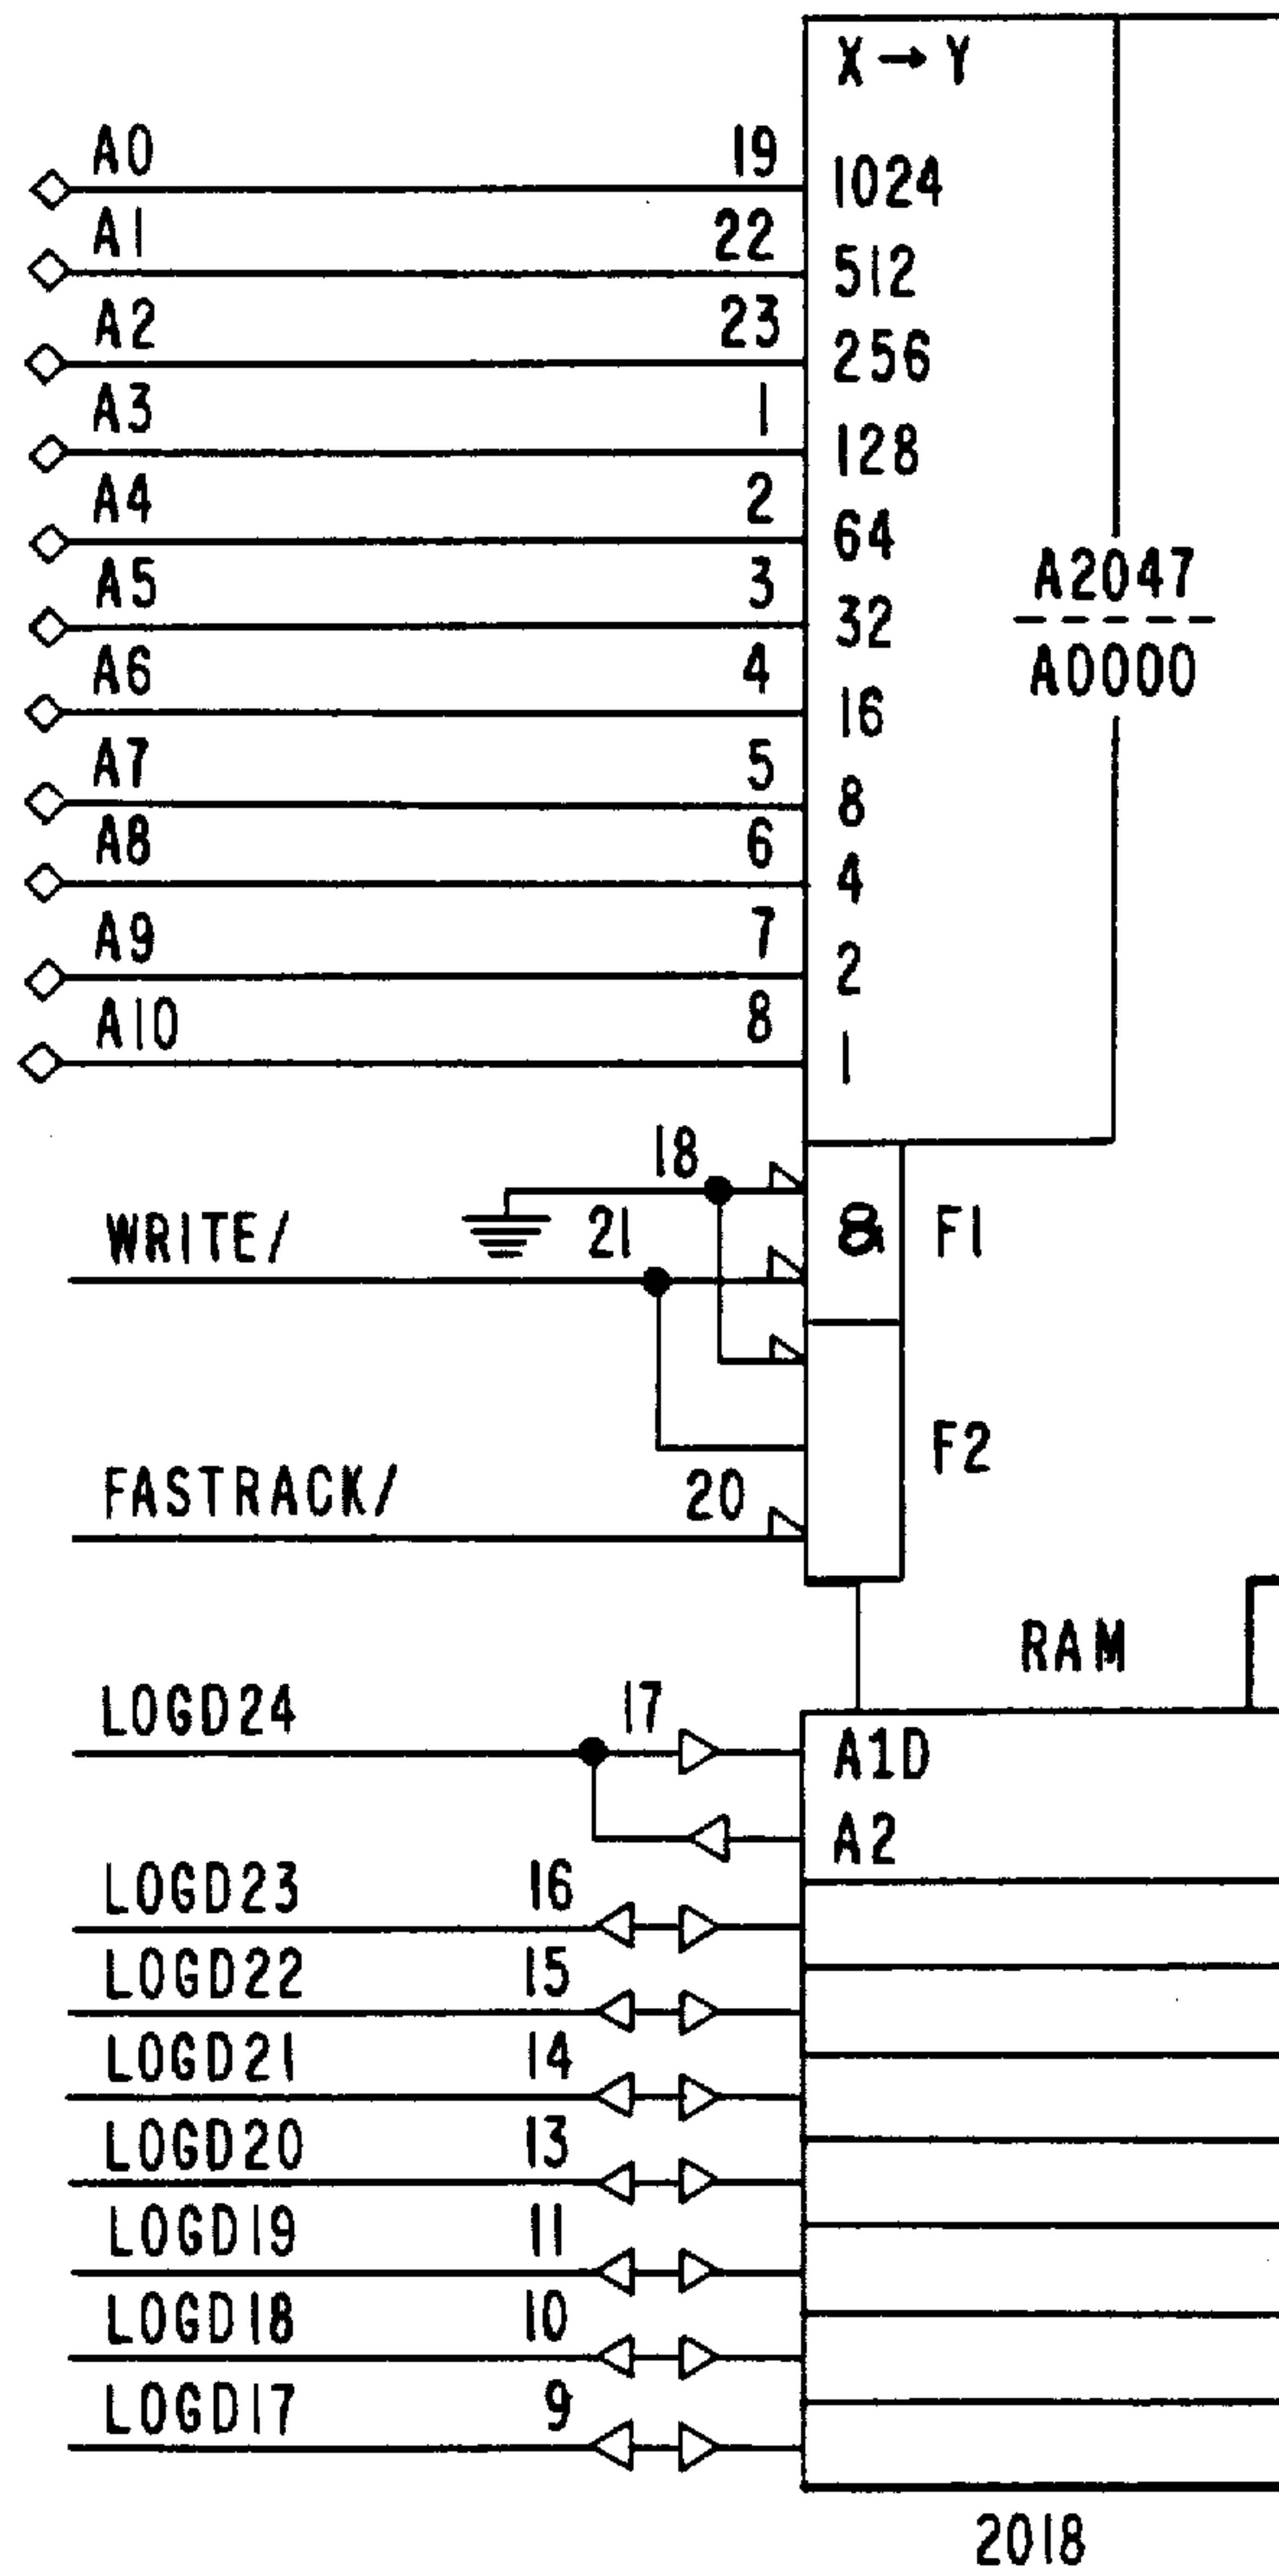 X → Y
A0 19 1024
A1 22 512
A2 23 256
A3 1 128
A4 2 64
A5 3 32
A2047
A0000
A6 4 16
A7 5 8
A8 6 4
A9 7 2
A10 8 1
18
WRITE/ 21 & F1
F2
FASTRACK/ 20
RAM
LOGD24 17 A1D
A2
LOGD23 16
LOGD22 15
LOGD21 14
LOGD20 13
LOGD19 11
LOGD18 10
LOGD17 9
2018